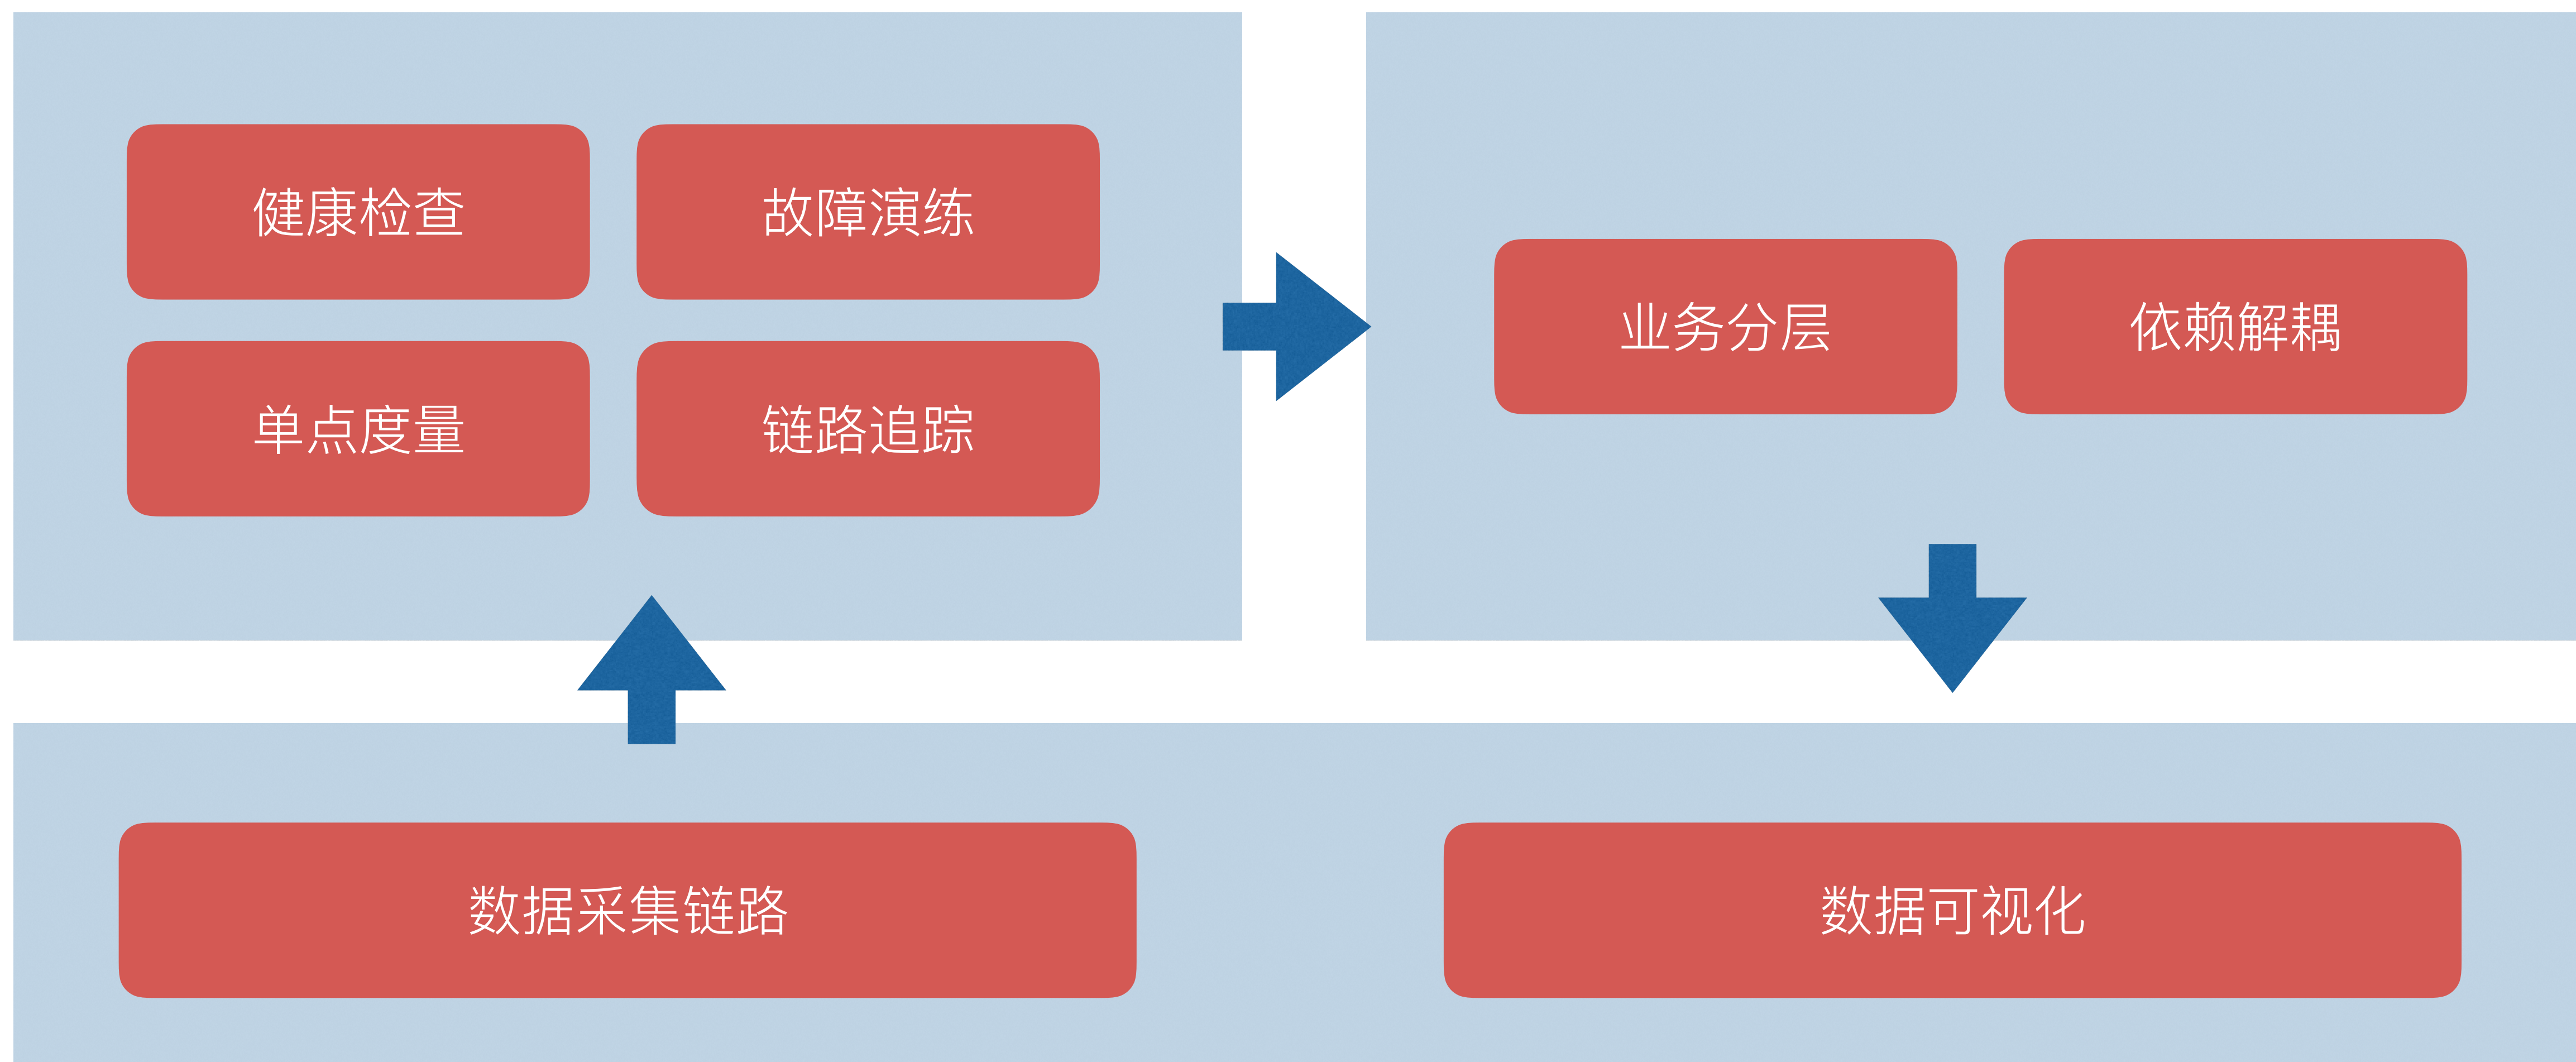 健康检查
故障演练
单点度量
链路追踪
业务分层
依赖解耦
数据采集链路
数据可视化